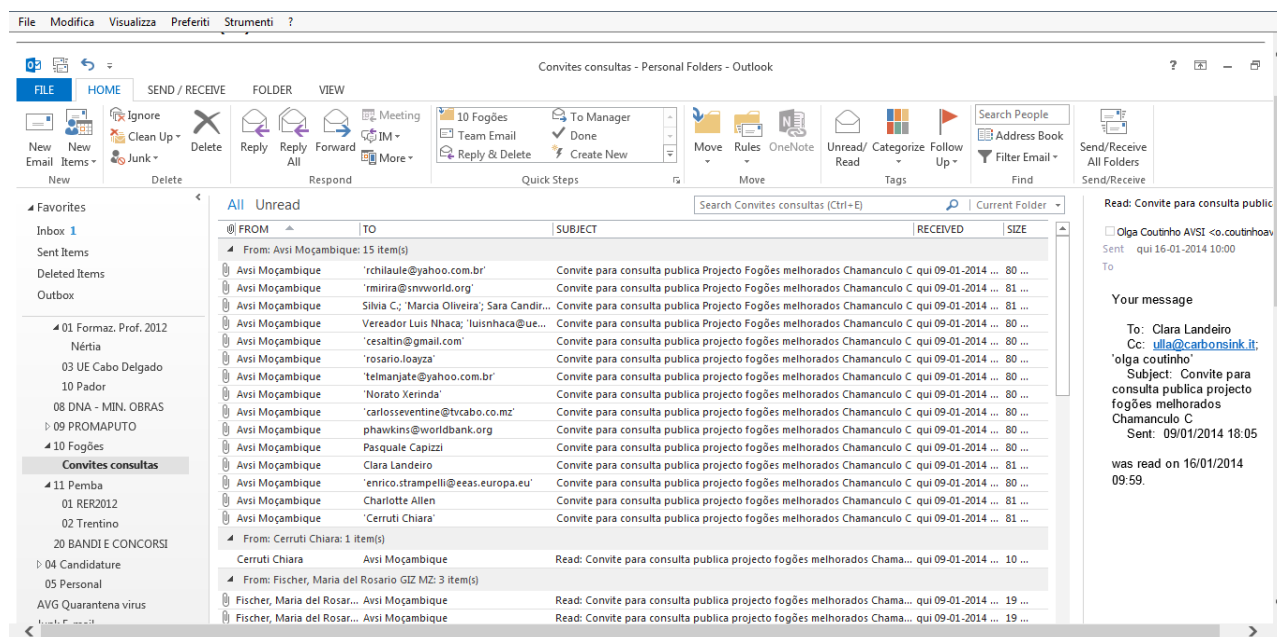 File Modifica Visualizza Preferiti Strumenti ?
Convites consultas - Personal Folders - Outlook
FILE HOME SEND / RECEIVE FOLDER VIEW
New Email
New Items
Ignore
Clean Up
Junk
Delete
Reply
Reply All
Forward
Meeting
IM
More
10 Fogões
Team Email
Reply & Delete
To Manager
Done
Create New
Move
Rules
OneNote
Unread/ Read
Categorize
Follow Up
Search People
Address Book
Filter Email
Send/Receive All Folders
New Delete Respond Quick Steps Move Tags Find Send/Receive
Favorites
Inbox 1
Sent Items
Deleted Items
Outbox
01 Formaz. Prof. 2012
Nértia
03 UE Cabo Delgado
10 Pador
08 DNA - MIN. OBRAS
09 PROMAPUTO
10 Fogões
Convites consultas
11 Pemba
01 RER2012
02 Trentino
20 BANDI E CONCORSI
04 Candidature
05 Personal
AVG Quarantena virus
All Unread
Search Convites consultas (Ctrl+E) Current Folder
FROM TO SUBJECT RECEIVED SIZE
From: Avsi Moçambique: 15 item(s)
Avsi Moçambique 'rchilaule@yahoo.com.br' Convite para consulta publica Projecto Fogões melhorados Chamanculo C qui 09-01-2014 ... 80 ...
Avsi Moçambique 'rmirira@snvworld.org' Convite para consulta publica projecto fogões melhorados Chamanculo C qui 09-01-2014 ... 81 ...
Avsi Moçambique Silvia C.; 'Marcia Oliveira'; Sara Candir... Convite para consulta publica projecto fogões melhorados Chamanculo C qui 09-01-2014 ... 81 ...
Avsi Moçambique Vereador Luis Nhaca; 'luisnhaca@ue... Convite para consulta publica projecto fogões melhorados Chamanculo C qui 09-01-2014 ... 80 ...
Avsi Moçambique 'cesaltin@gmail.com' Convite para consulta publica projecto fogões melhorados Chamanculo C qui 09-01-2014 ... 80 ...
Avsi Moçambique 'rosario.loayza' Convite para consulta publica projecto fogões melhorados Chamanculo C qui 09-01-2014 ... 80 ...
Avsi Moçambique 'telmanjate@yahoo.com.br' Convite para consulta publica projecto fogões melhorados Chamanculo C qui 09-01-2014 ... 80 ...
Avsi Moçambique 'Norato Xerinda' Convite para consulta publica projecto fogões melhorados Chamanculo C qui 09-01-2014 ... 80 ...
Avsi Moçambique 'carlosseventine@tvcabo.co.mz' Convite para consulta publica projecto fogões melhorados Chamanculo C qui 09-01-2014 ... 80 ...
Avsi Moçambique phawkins@worldbank.org Convite para consulta publica projecto fogões melhorados Chamanculo C qui 09-01-2014 ... 80 ...
Avsi Moçambique Pasquale Capizzi Convite para consulta publica projecto fogões melhorados Chamanculo C qui 09-01-2014 ... 80 ...
Avsi Moçambique Clara Landeiro Convite para consulta publica projecto fogões melhorados Chamanculo C qui 09-01-2014 ... 81 ...
Avsi Moçambique 'enrico.strampelli@eeas.europa.eu' Convite para consulta publica projecto fogões melhorados Chamanculo C qui 09-01-2014 ... 80 ...
Avsi Moçambique Charlotte Allen Convite para consulta publica projecto fogões melhorados Chamanculo C qui 09-01-2014 ... 81 ...
Avsi Moçambique 'Cerruti Chiara' Convite para consulta publica projecto fogões melhorados Chamanculo C qui 09-01-2014 ... 81 ...
From: Cerruti Chiara: 1 item(s)
Cerruti Chiara Avsi Moçambique Read: Convite para consulta publica projecto fogões melhorados Chama... qui 09-01-2014 ... 10 ...
From: Fischer, Maria del Rosario GIZ MZ: 3 item(s)
Fischer, Maria del Rosar... Avsi Moçambique Read: Convite para consulta publica projecto fogões melhorados Chama... qui 09-01-2014 ... 19 ...
Fischer, Maria del Rosar... Avsi Moçambique Read: Convite para consulta publica projecto fogões melhorados Chama... qui 09-01-2014 ... 19 ...
Read: Convite para consulta public
Olga Coutinho AVSI <o.coutinhoav
Sent qui 16-01-2014 10:00
To
Your message
To: Clara Landeiro
Cc: ulla@carbonsink.it;
'olga coutinho'
Subject: Convite para
consulta publica projecto
fogões melhorados
Chamanculo C
Sent: 09/01/2014 18:05
was read on 16/01/2014
09:59.